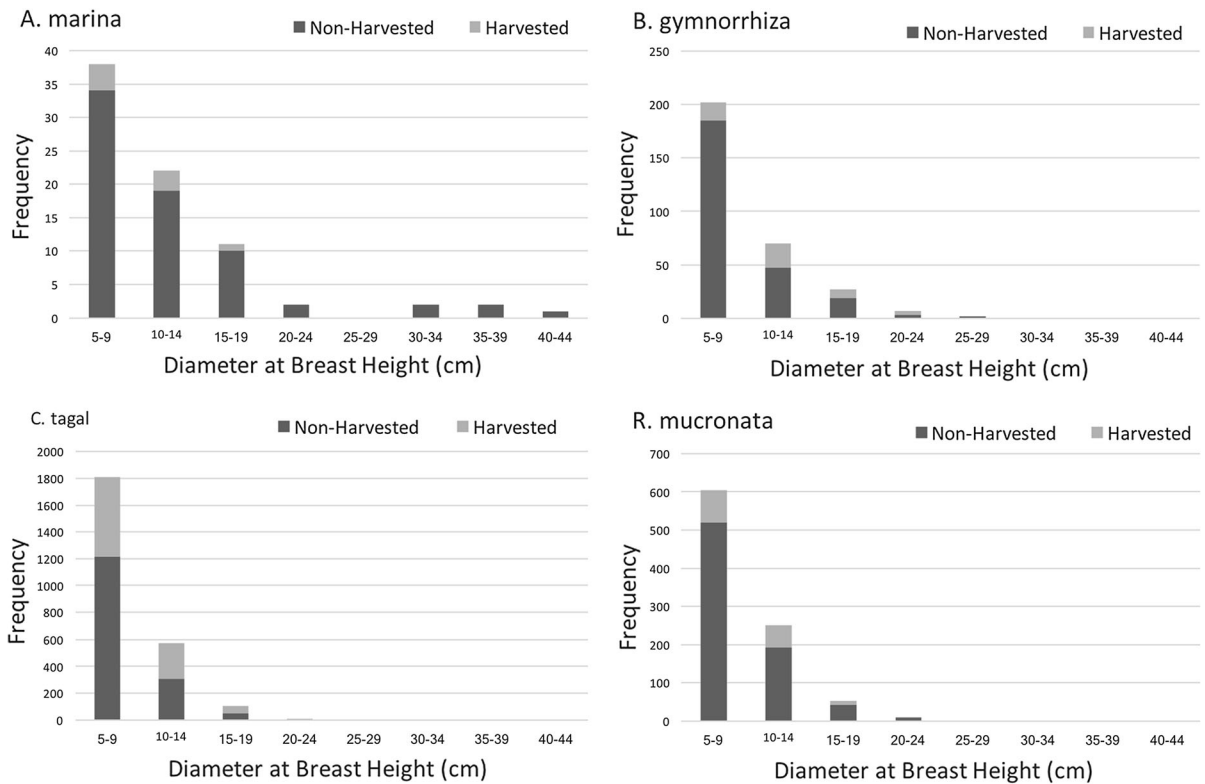 A. marina
Non-Harvested Harvested
40
35
30
25
20
15
10
5
0
Frequency
5-9 10-14 15-19 20-24 25-29 30-34 35-39 40-44
Diameter at Breast Height (cm)
B. gymnorrhiza
Non-Harvested Harvested
250
200
150
100
50
0
Frequency
5-9 10-14 15-19 20-24 25-29 30-34 35-39 40-44
Diameter at Breast Height (cm)
C. tagal
Non-Harvested Harvested
2000
1800
1600
1400
1200
1000
800
600
400
200
0
Frequency
5-9 10-14 15-19 20-24 25-29 30-34 35-39 40-44
Diameter at Breast Height (cm)
R. mucronata
Non-Harvested Harvested
700
600
500
400
300
200
100
0
Frequency
5-9 10-14 15-19 20-24 25-29 30-34 35-39 40-44
Diameter at Breast Height (cm)